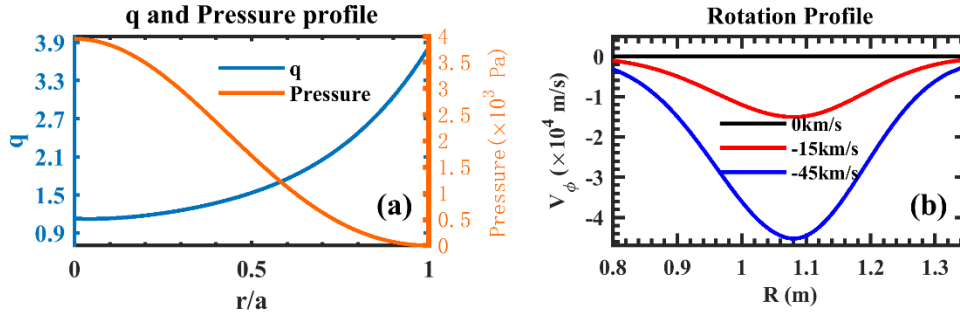 q and Pressure profile
3.9
3.3
2.7
2.1
1.5
0.9
q
q
Pressure
(a)
4
3.5
3
2.5
2
1.5
1
0.5
0
Pressure(×10³ Pa)
0
0.5
1
r/a
Rotation Profile
0
-1
-2
-3
-4
V_ϕ (×10⁴ m/s)
0km/s
-15km/s
-45km/s
(b)
0.8
0.9
1
1.1
1.2
1.3
R (m)